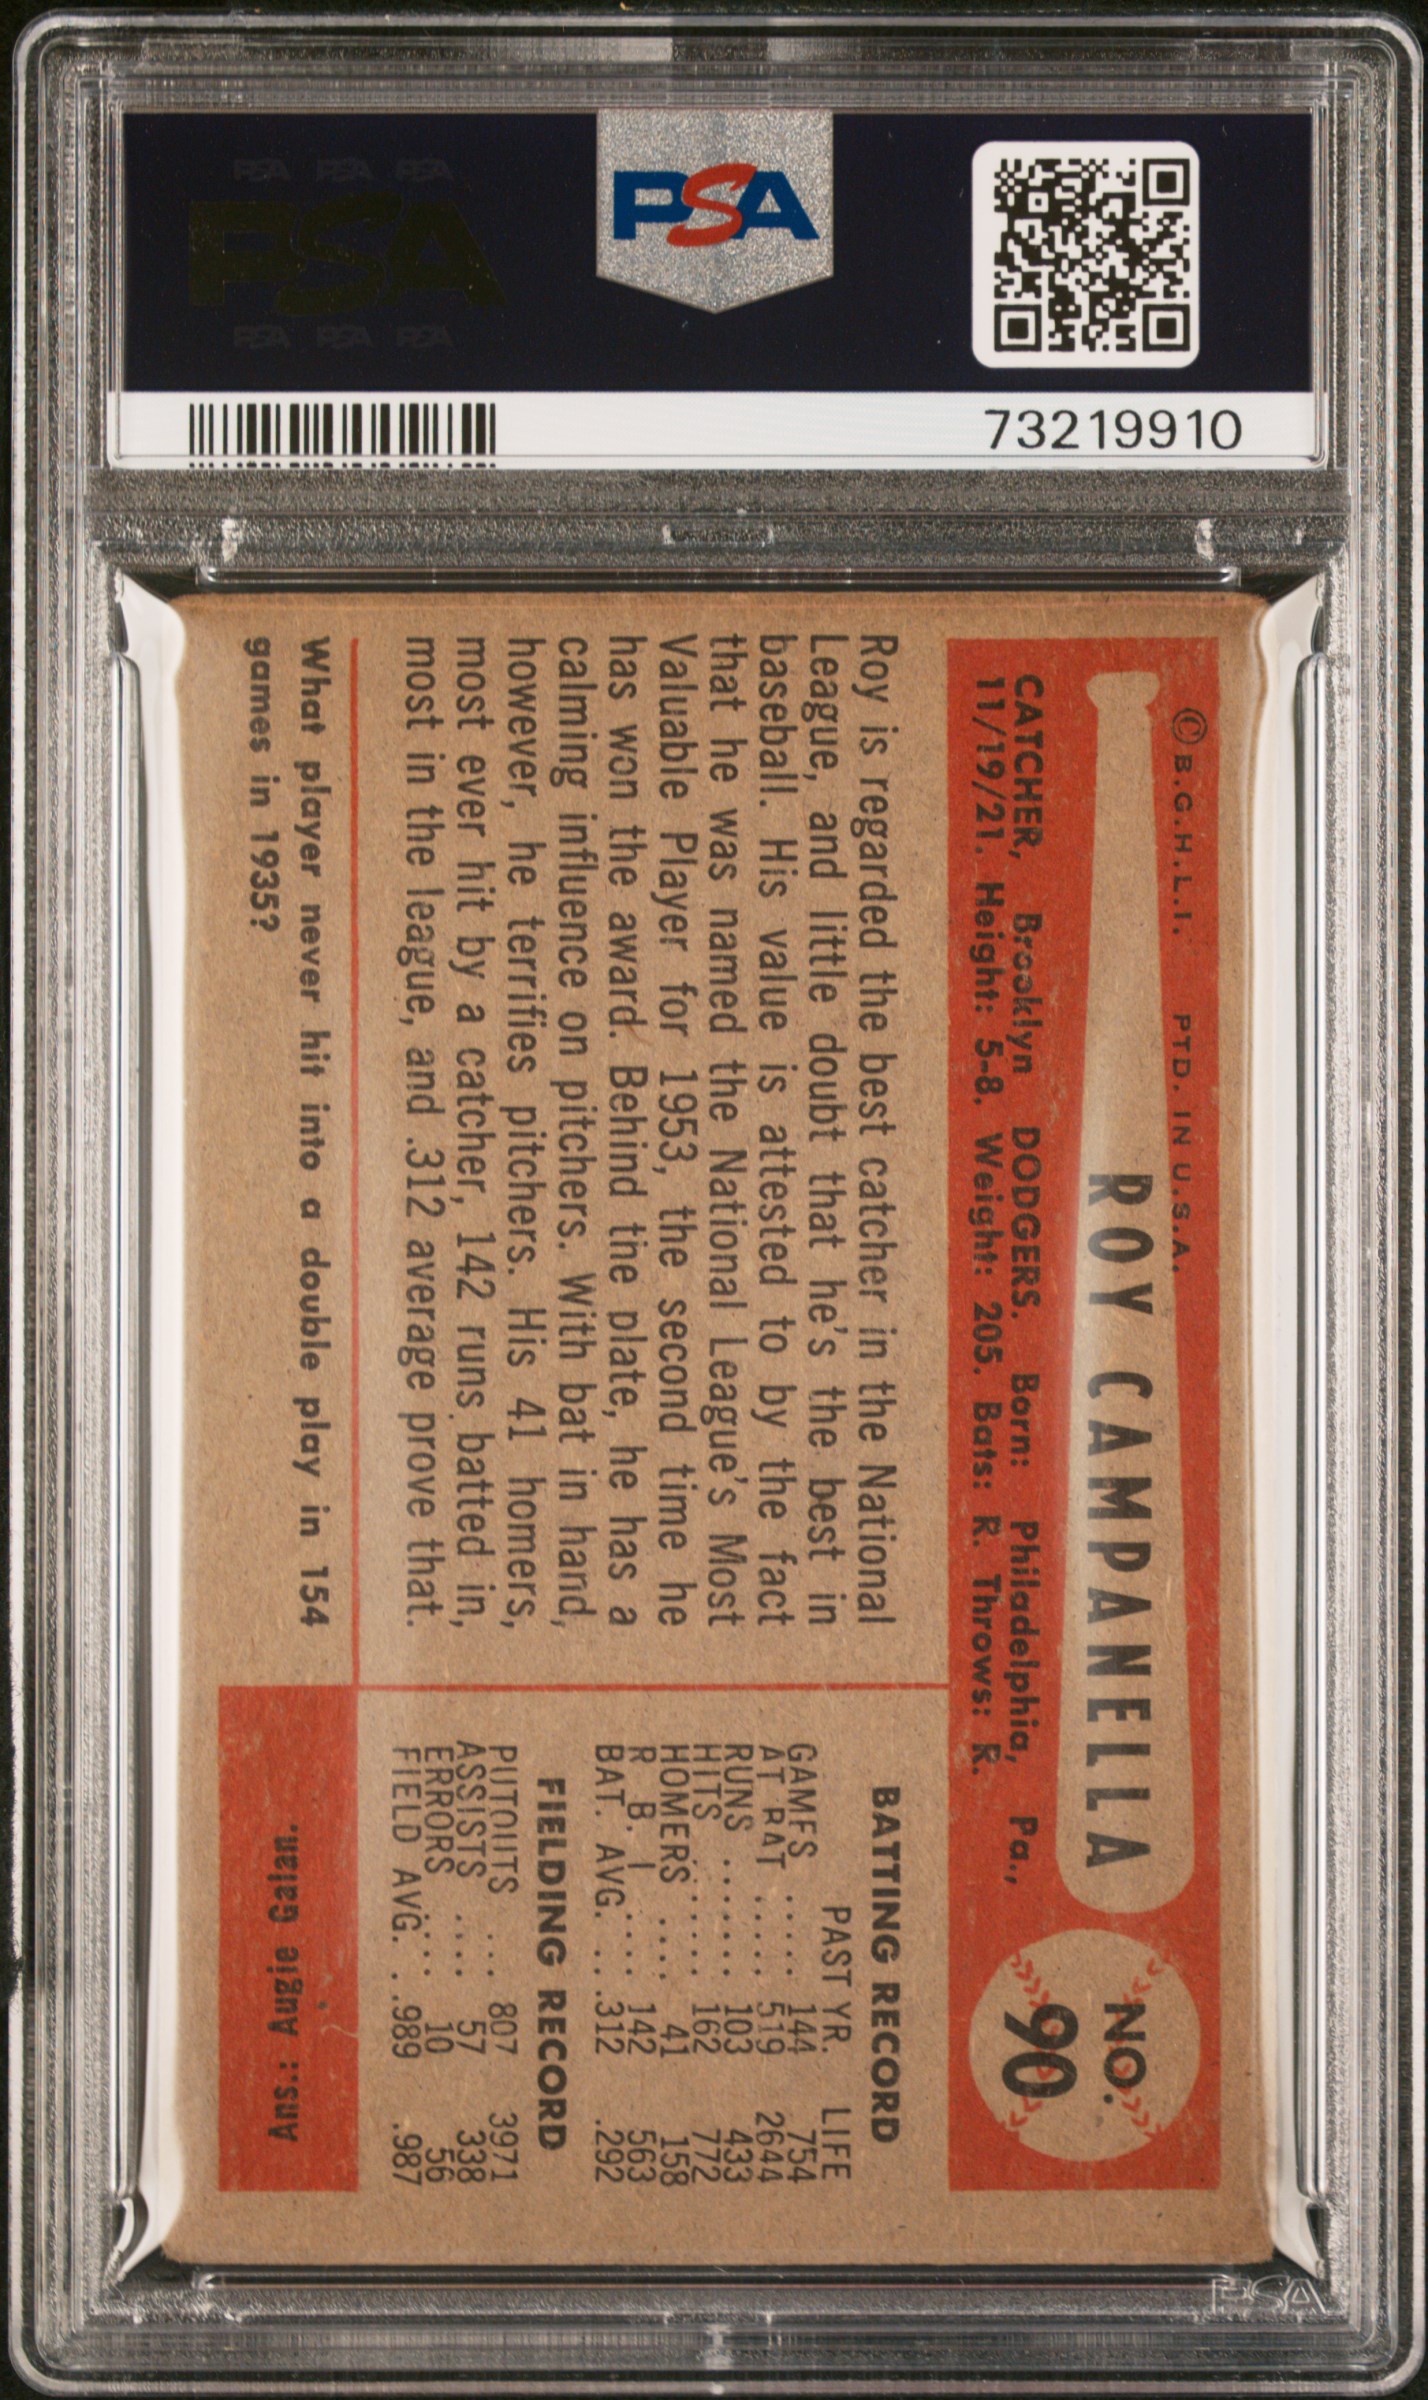 PSA PSA PSA
PSA
PSA PSA PSA
PSA
73219910
© B.G.H.L.I. PTD. IN U.S.A.
ROY CAMPANELLA
NO.
90
CATCHER, Brooklyn DODGERS. Born: Philadelphia, Pa.,
11/19/21. Height: 5-8. Weight: 205. Bats: R. Throws: R.
Roy is regarded the best catcher in the National
League, and little doubt that he's the best in
baseball. His value is attested to by the fact
that he was named the National League's Most
Valuable Player for 1953, the second time he
has won the award. Behind the plate, he has a
calming influence on pitchers. With bat in hand,
however, he terrifies pitchers. His 41 homers,
most ever hit by a catcher, 142 runs batted in,
most in the league, and .312 average prove that.
BATTING RECORD
PAST YR. LIFE
GAMES ..... 144 754
AT BAT ..... 519 2644
RUNS ....... 103 433
HITS ....... 162 772
HOMERS .... 41 158
R. B. I. .... 142 563
BAT. AVG. .. .312 .292
FIELDING RECORD
PUTOUTS ... 807 3971
ASSISTS .... 57 338
ERRORS .... 10 56
FIELD AVG. . .989 .987
What player never hit into a double play in 154
games in 1935?
Ans.: Augie Galan.
PSA